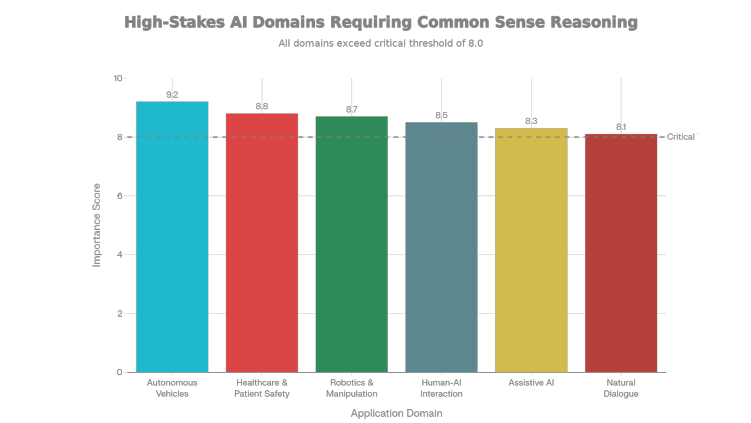 High-Stakes AI Domains Requiring Common Sense Reasoning
All domains exceed critical threshold of 8.0
10
8
6
4
2
0
Importance Score
9.2
8.8
8.7
8.5
8.3
8.1
Critical
Autonomous
Vehicles
Healthcare &
Patient Safety
Robotics &
Manipulation
Human-AI
Interaction
Assistive AI
Natural
Dialogue
Application Domain